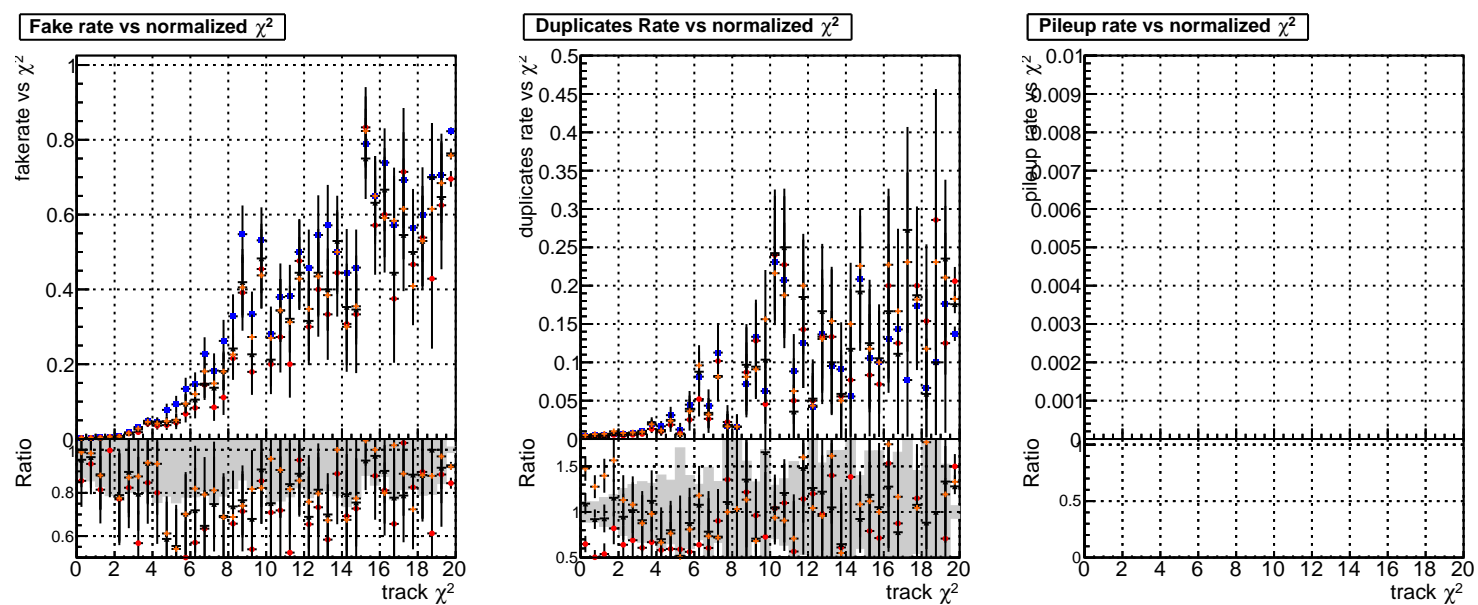 Fake rate vs normalized χ²
fakerate vs χ²
1
0.8
0.6
0.4
0.2
0
Ratio
0.8
0.6
0 2 4 6 8 10 12 14 16 18 20
track χ²
Duplicates Rate vs normalized χ²
duplicates rate vs χ²
0.5
0.45
0.4
0.35
0.3
0.25
0.2
0.15
0.1
0.05
0
Ratio
1.5
1
0.5
0 2 4 6 8 10 12 14 16 18 20
track χ²
Pileup rate vs normalized χ²
pileup rate vs χ²
0.01
0.009
0.008
0.007
0.006
0.005
0.004
0.003
0.002
0.001
0
Ratio
1
0.5
0
0 2 4 6 8 10 12 14 16 18 20
track χ²